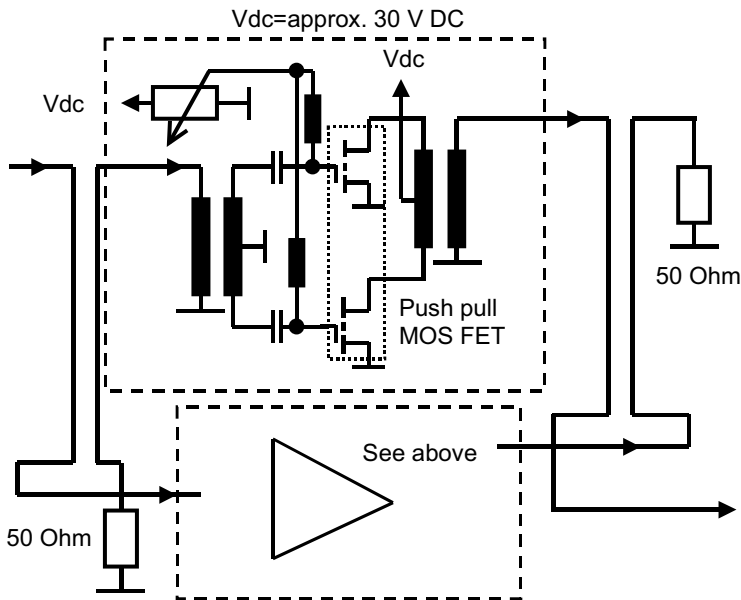 Vdc=approx. 30 V DC
Vdc
Vdc
50 Ohm
Push pull
MOS FET
See above
50 Ohm